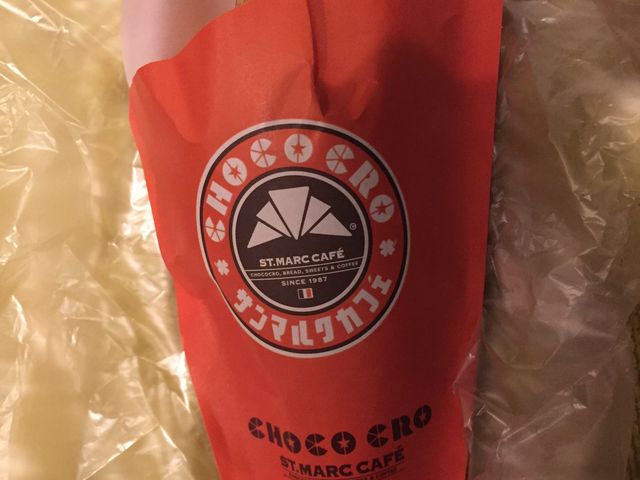 CHOCO CRO
©
ST.MARC CAFÉ
CHOCOCRO, BREAD, SWEETS & COFFEE
SINCE 1987
サンマルクカフェ
CHOCO CRO
ST.MARC CAFÉ